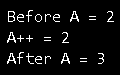 Before A = 2
A++ = 2
After A = 3